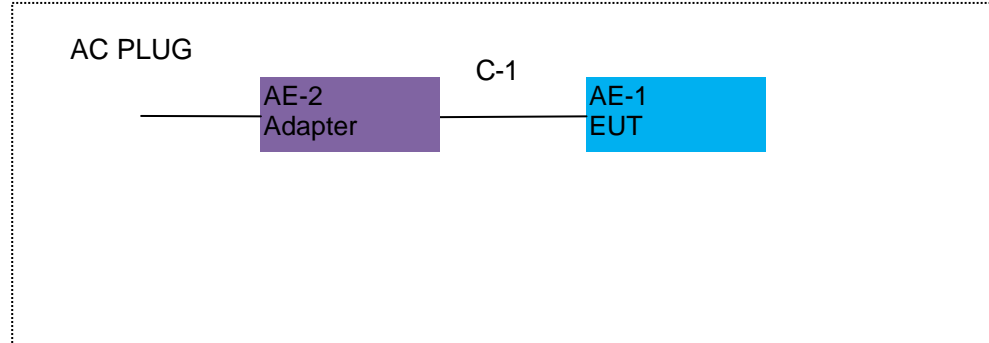 AC PLUG
C-1
AE-2
Adapter
AE-1
EUT